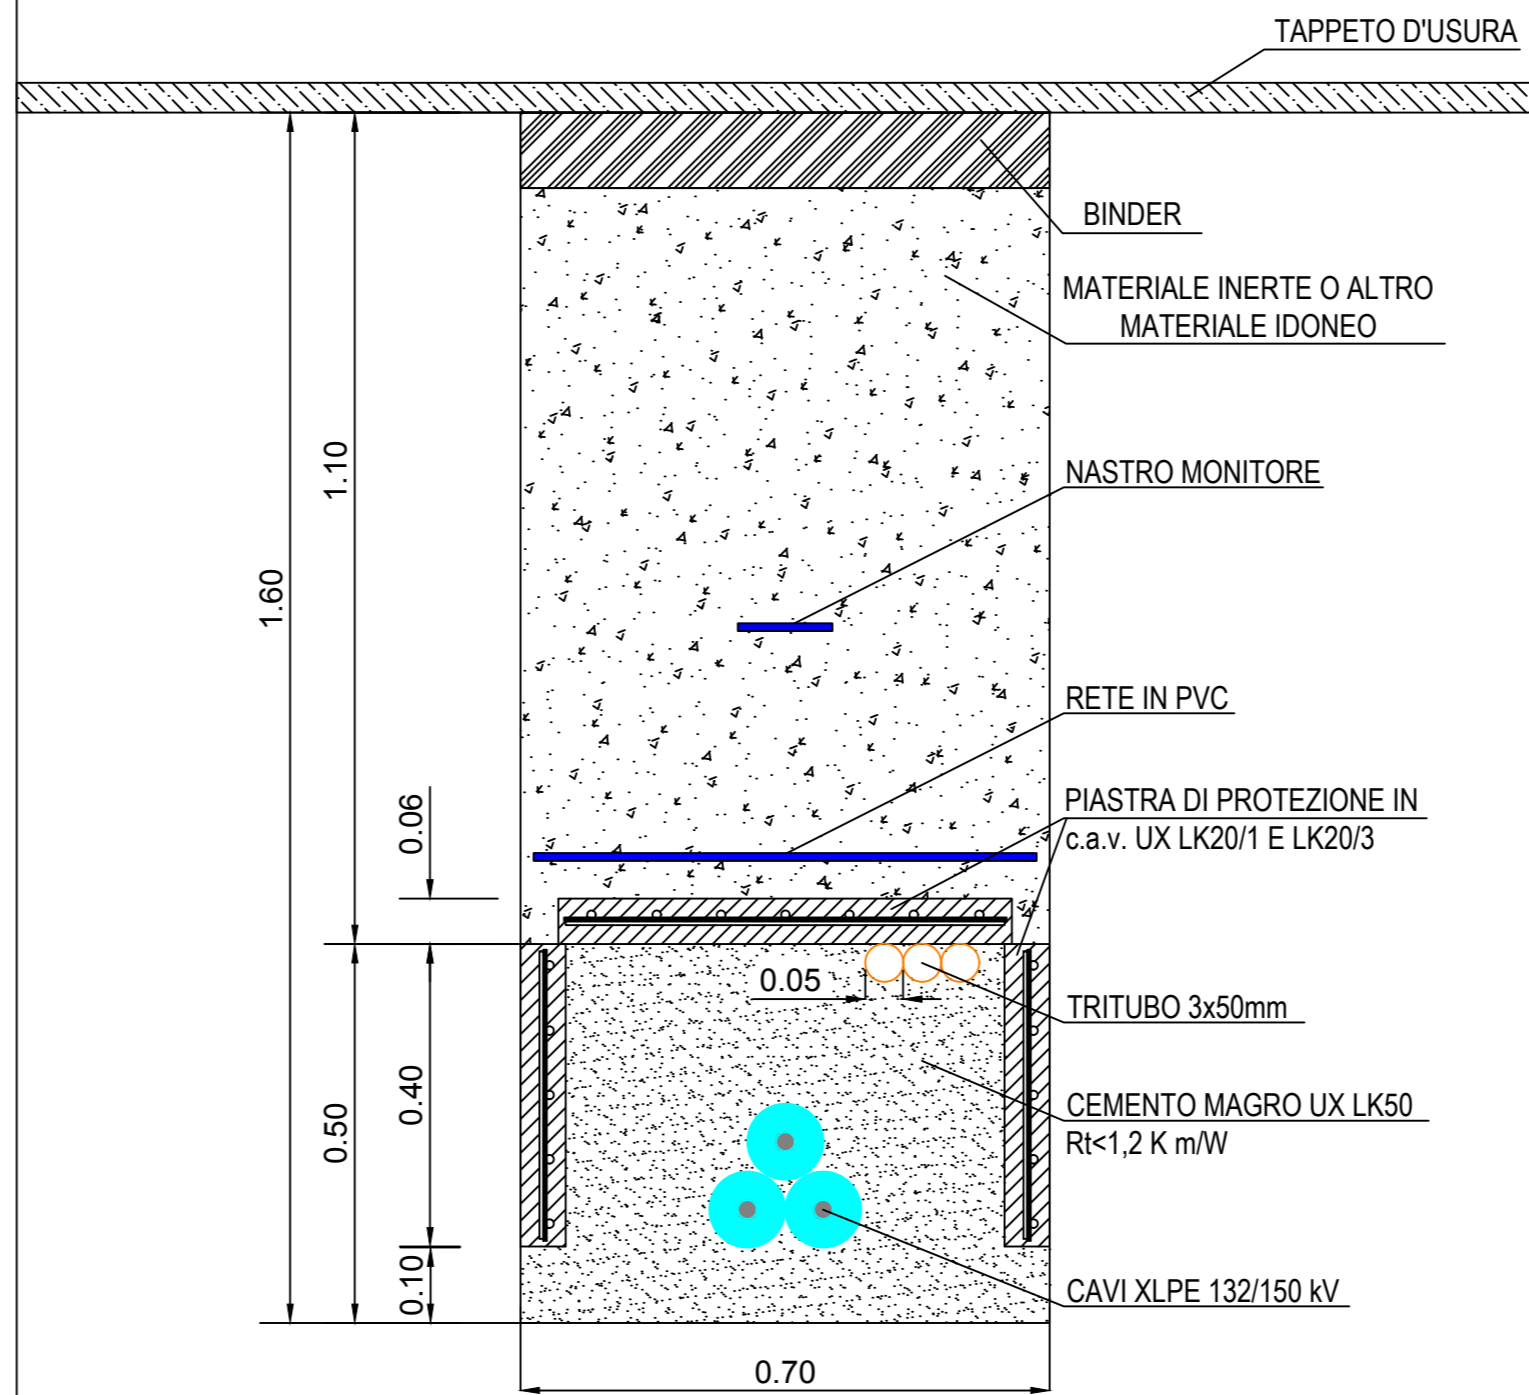 TAPPETO D'USURA
BINDER
MATERIALE INERTE O ALTRO
MATERIALE IDONEO
NASTRO MONITORE
RETE IN PVC
PIASTRA DI PROTEZIONE IN
c.a.v. UX LK20/1 E LK20/3
TRITUBO 3x50mm
CEMENTO MAGRO UX LK50
Rt<1,2 K m/W
CAVI XLPE 132/150 kV
1.60
1.10
0.06
0.50
0.40
0.10
0.05
0.70